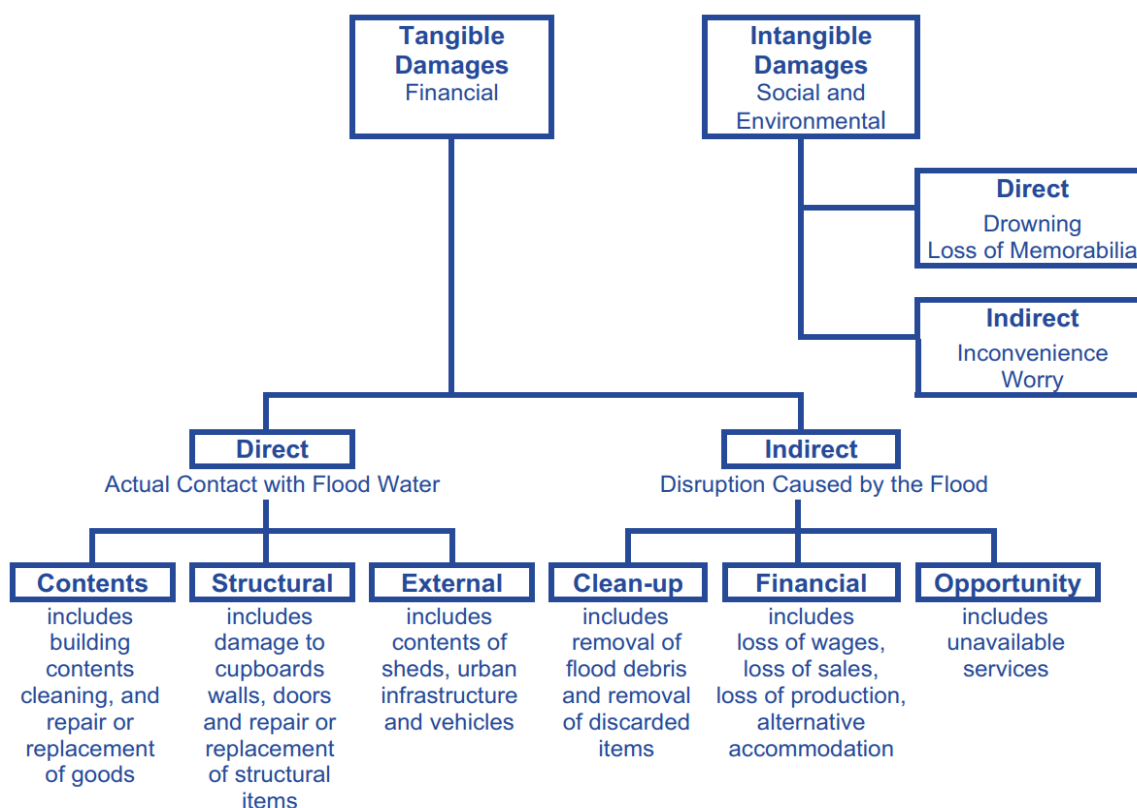 Tangible
Damages
Financial
Intangible
Damages
Social and
Environmental
Direct
Drowning
Loss of Memorabilia
Indirect
Inconvenience
Worry
Direct
Actual Contact with Flood Water
Indirect
Disruption Caused by the Flood
Contents
includes
building
contents
cleaning, and
repair or
replacement
of goods
Structural
includes
damage to
cupboards
walls, doors
and repair or
replacement
of structural
items
External
includes
contents of
sheds, urban
infrastructure
and vehicles
Clean-up
includes
removal of
flood debris
and removal
of discarded
items
Financial
includes
loss of wages,
loss of sales,
loss of production,
alternative
accommodation
Opportunity
includes
unavailable
services